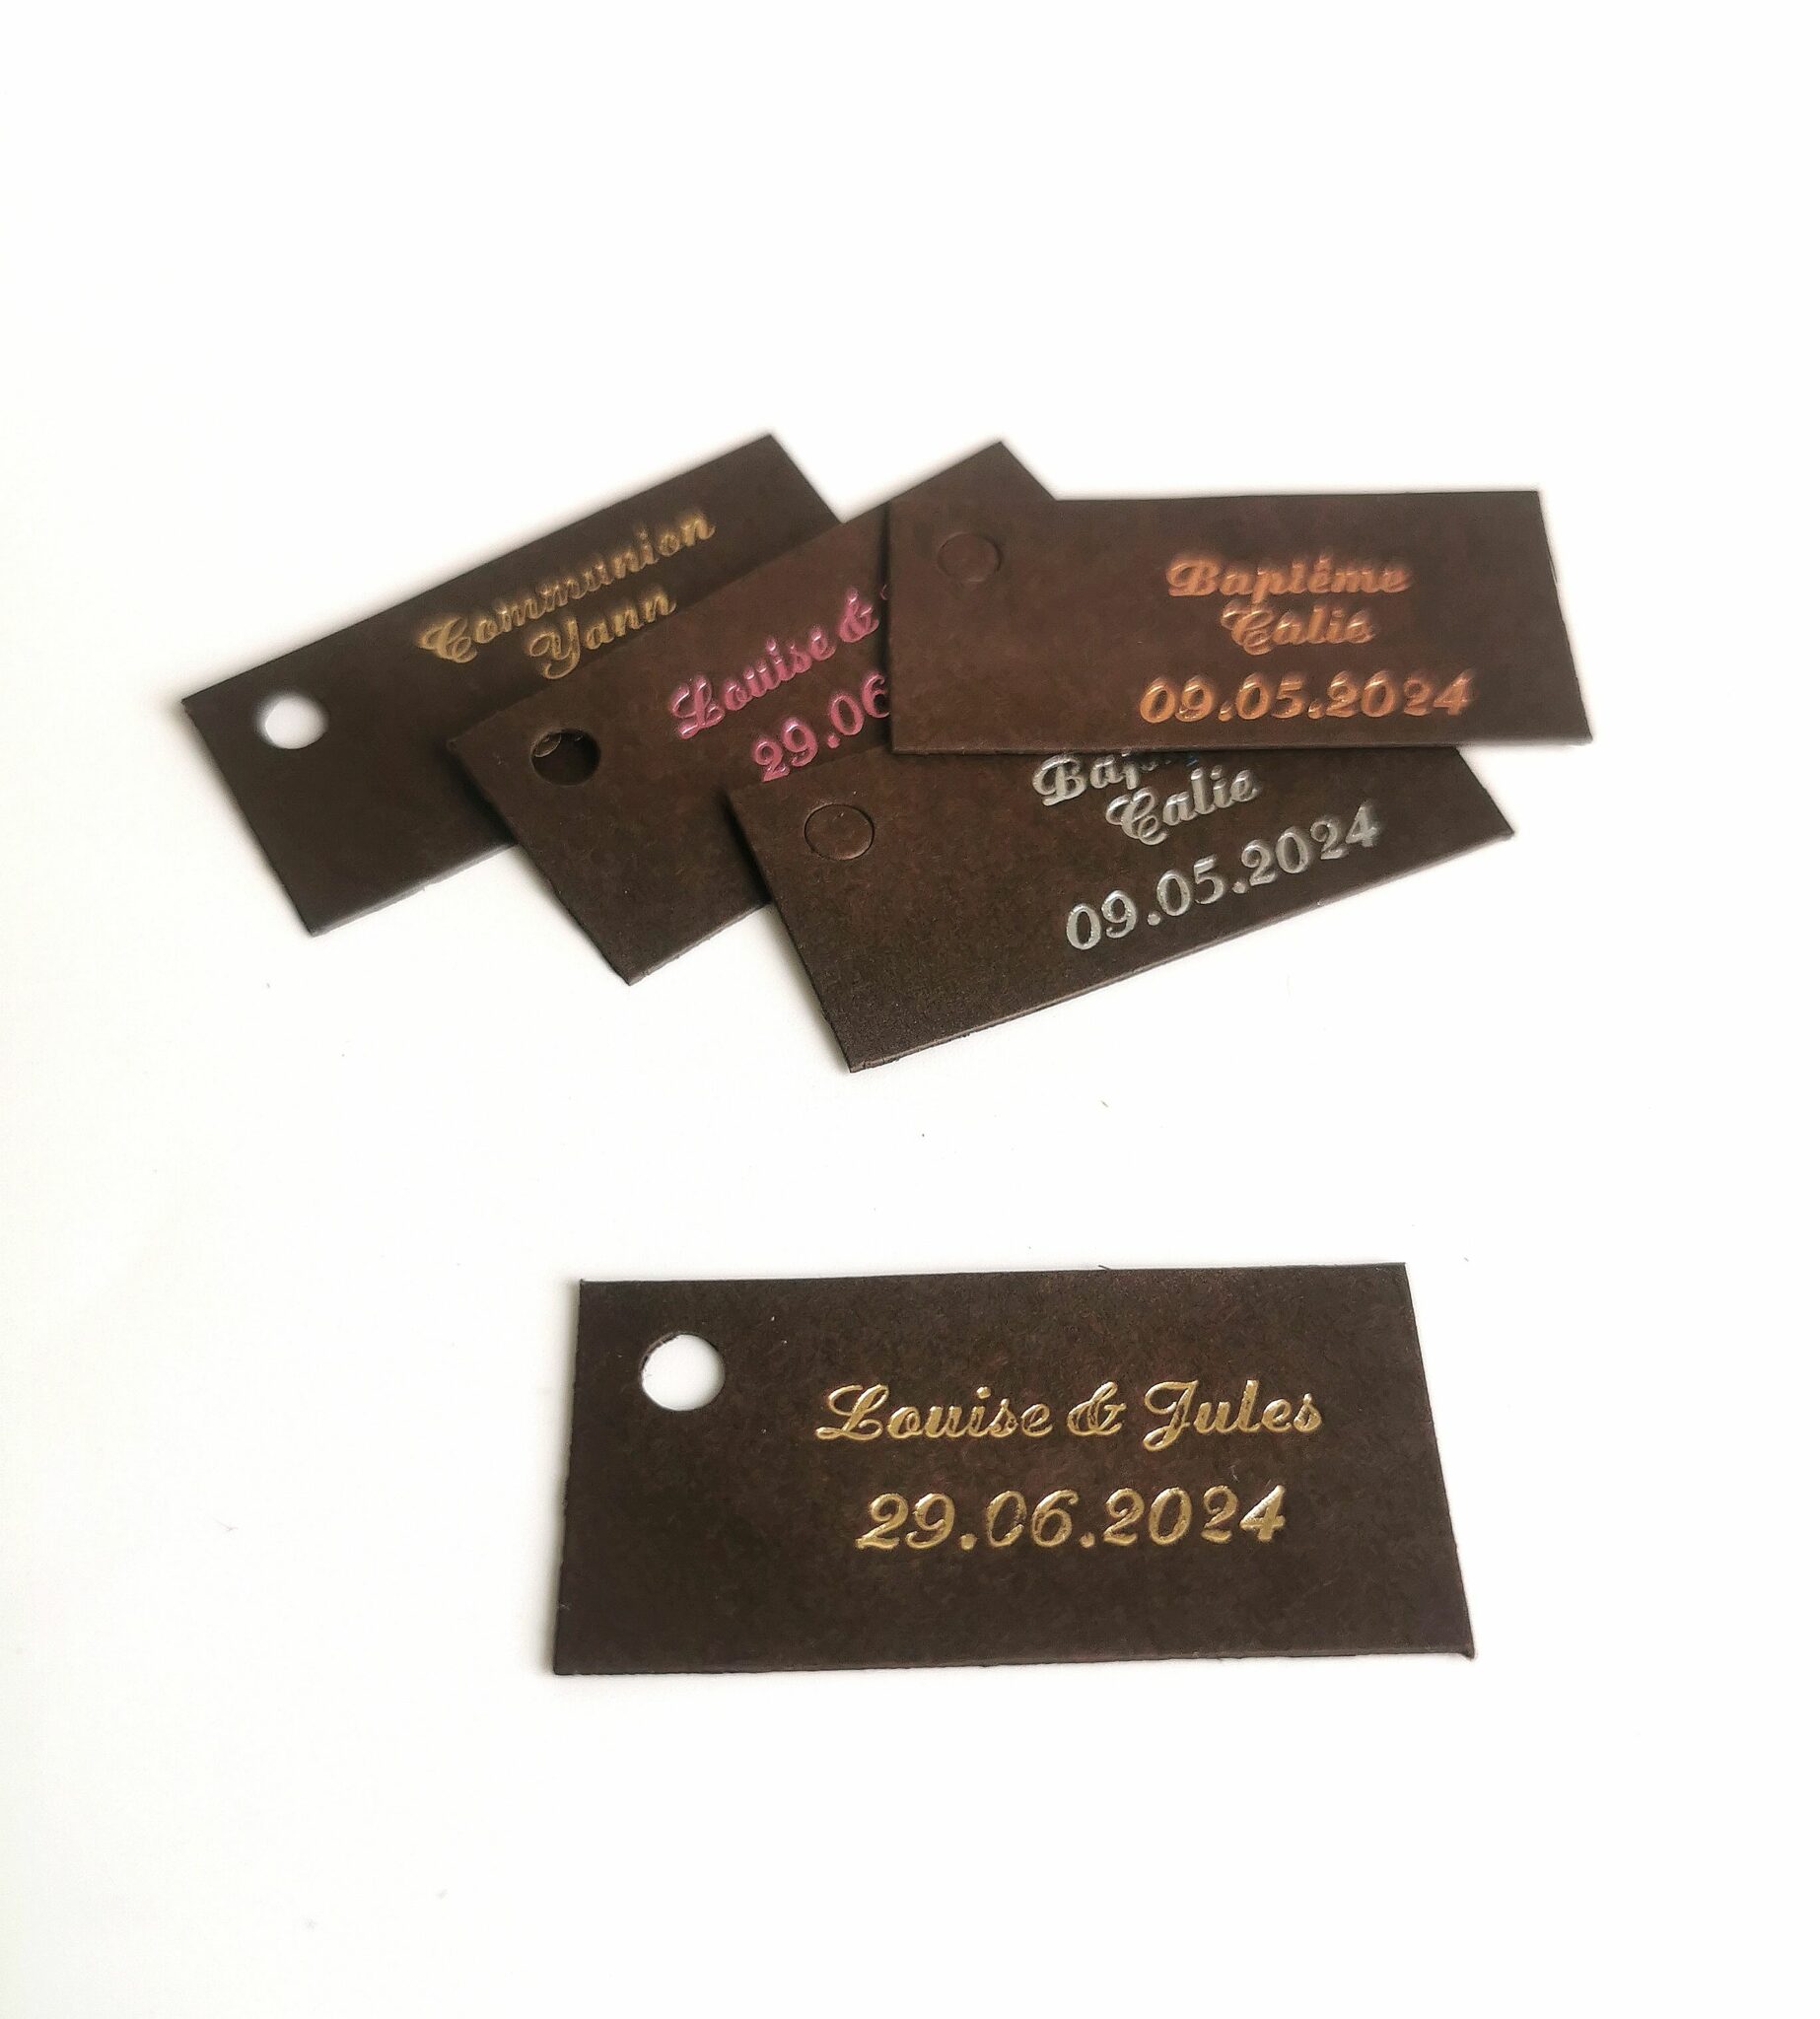 Communion
Yann
Louise &
29.06
Baptême
Calie
09.05.2024
Calie
09.05.2024
Louise & Jules
29.06.2024